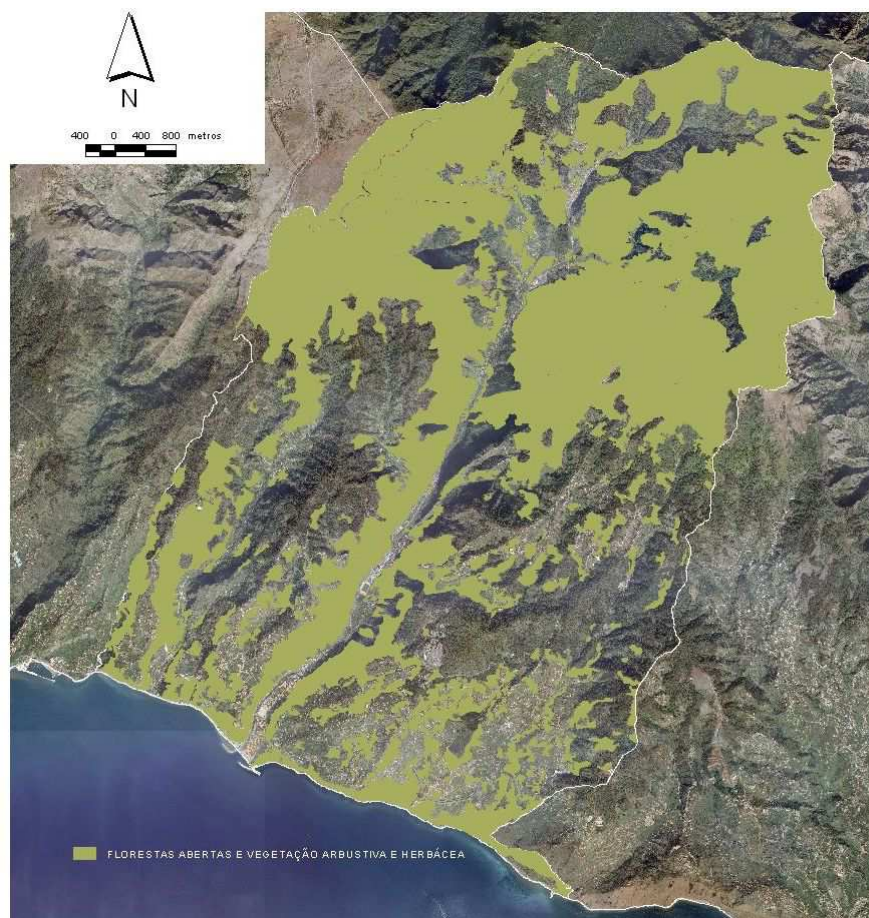 N
400 0 400 800 metros
FLORESTAS ABERTAS E VEGETAÇÃO ARBUSTIVA E HERBÁCEA